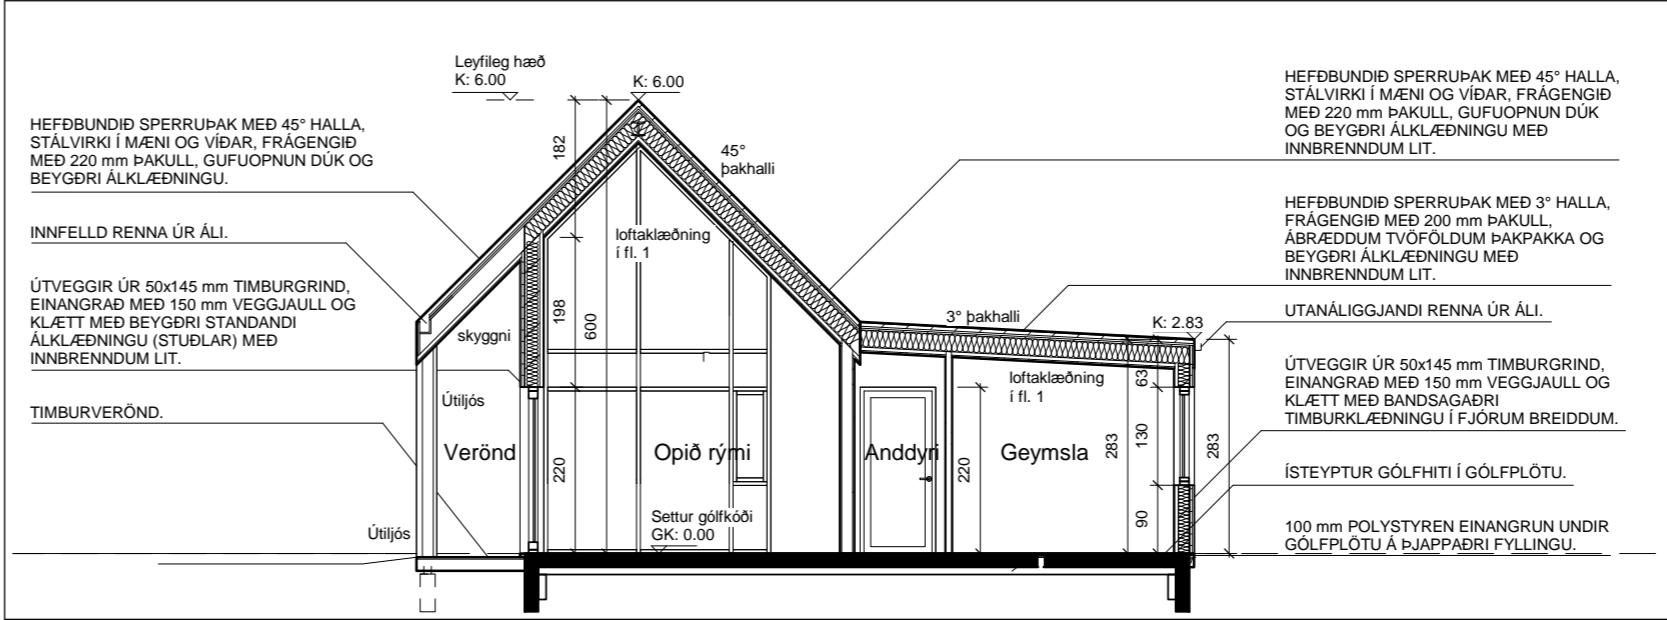 Leyfileg hæð
K: 6.00
K: 6.00
HEFÐBUNDIÐ SPERRUÞAK MEÐ 45° HALLA,
STÁLVIRKI Í MÆNI OG VÍÐAR, FRÁGENGIÐ
MEÐ 220 mm ÞAKULL, GUFUOPNUN DÚK OG
BEYGÐRI ÁLKLÆÐNINGU.
INNFELLD RENNA ÚR ÁLI.
ÚTVEGGIR ÚR 50x145 mm TIMBURGRIND,
EINANGRAÐ MEÐ 150 mm VEGGJAULL OG
KLÆTT MEÐ BEYGÐRI STANDANDI
ÁLKLÆÐNINGU (STUÐLAR) MEÐ
INNBRENNDUM LIT.
TIMBURVERÖND.
182
198
600
220
45°
þakhalli
loftaklæðning
í fl. 1
skyggni
Útiljós
Verönd
Útiljós
Opið rými
Settur gólfkóði
GK: 0.00
Anddyri
220
Geymsla
3° þakhalli
K: 2.83
loftaklæðning
í fl. 1
283
63
130
90
283
HEFÐBUNDIÐ SPERRUÞAK MEÐ 45° HALLA,
STÁLVIRKI Í MÆNI OG VÍÐAR, FRÁGENGIÐ
MEÐ 220 mm ÞAKULL, GUFUOPNUN DÚK
OG BEYGÐRI ÁLKLÆÐNINGU MEÐ
INNBRENNDUM LIT.
HEFÐBUNDIÐ SPERRUÞAK MEÐ 3° HALLA,
FRÁGENGIÐ MEÐ 200 mm ÞAKULL,
ÁBRÆDDUM TVÖFÖLDUM ÞAKPAKKA OG
BEYGÐRI ÁLKLÆÐNINGU MEÐ
INNBRENNDUM LIT.
UTANÁLIGGJANDI RENNA ÚR ÁLI.
ÚTVEGGIR ÚR 50x145 mm TIMBURGRIND,
EINANGRAÐ MEÐ 150 mm VEGGJAULL OG
KLÆTT MEÐ BANDSAGAÐRI
TIMBURKLÆÐNINGU Í FJÓRUM BREIDDUM.
ÍSTEYPTUR GÓLFHITI Í GÓLFPLÖTU.
100 mm POLYSTYREN EINANGRUN UNDIR
GÓLFPLÖTU Á ÞJAPPAÐRI FYLLINGU.